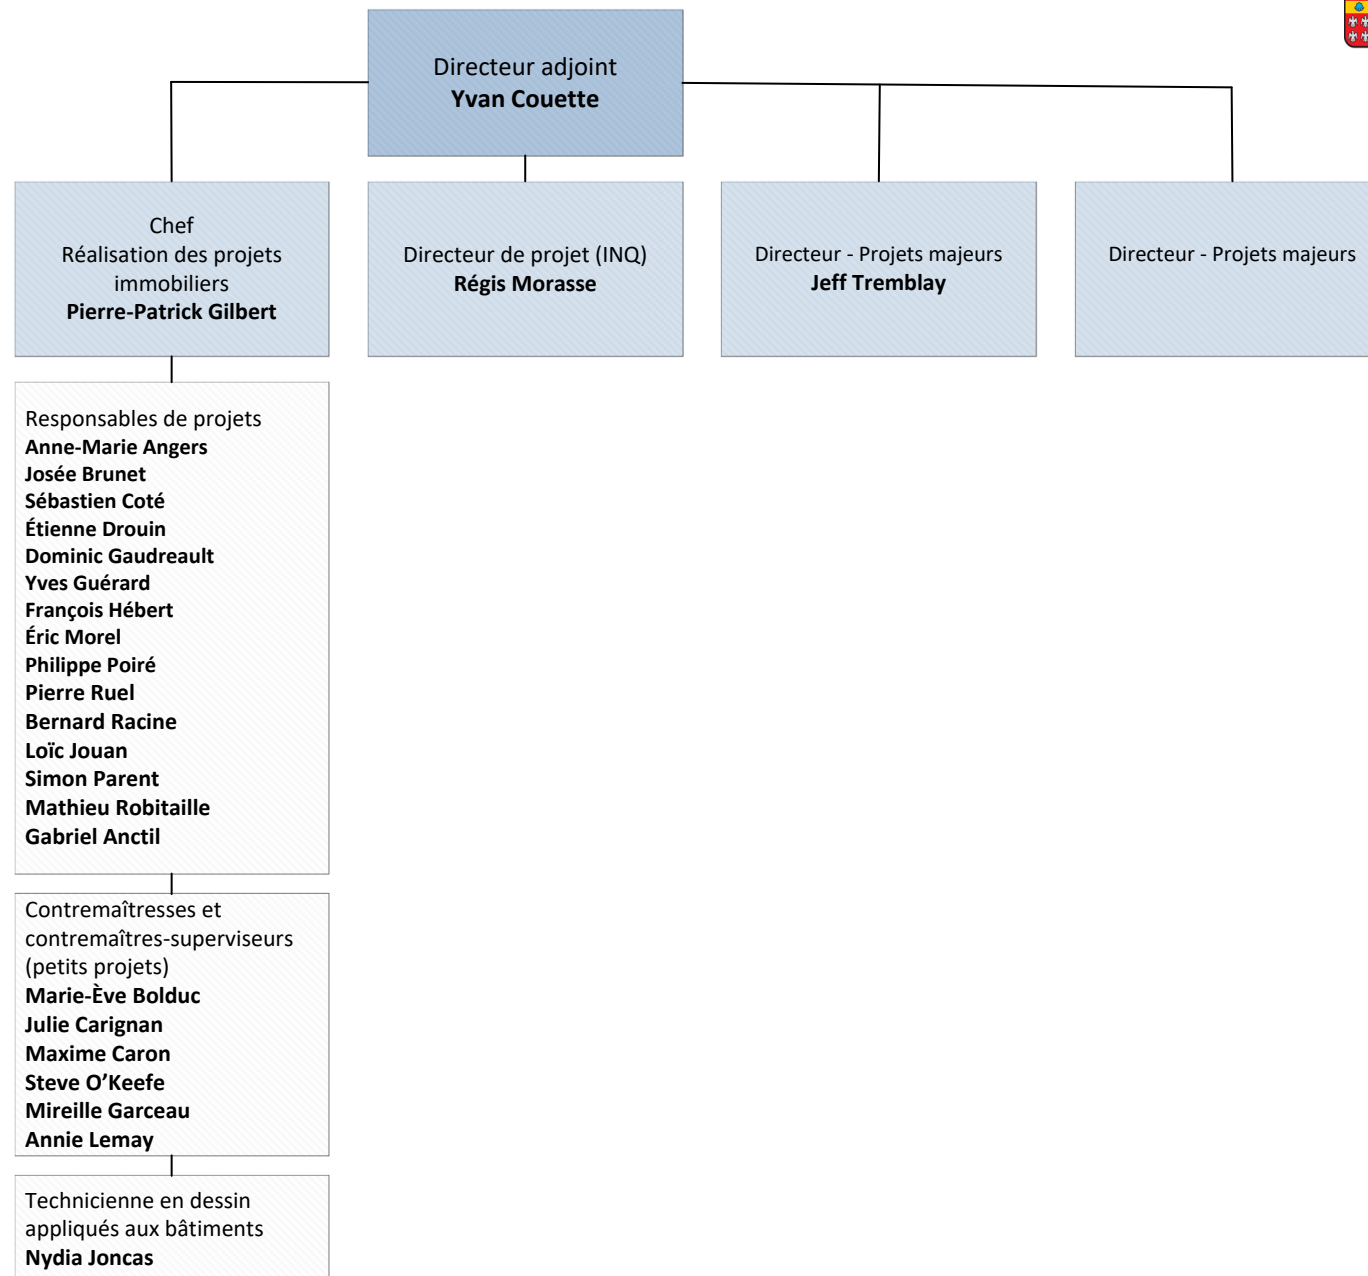 Directeur adjoint
Yvan Couette
Chef
Réalisation des projets
immobiliers
Pierre-Patrick Gilbert
Directeur de projet (INQ)
Régis Morasse
Directeur - Projets majeurs
Jeff Tremblay
Directeur - Projets majeurs
Responsables de projets
Anne-Marie Angers
Josée Brunet
Sébastien Coté
Étienne Drouin
Dominic Gaudreault
Yves Guérard
François Hébert
Éric Morel
Philippe Poiré
Pierre Ruel
Bernard Racine
Loïc Jouan
Simon Parent
Mathieu Robitaille
Gabriel Anctil
Contremaîtresses et
contremaîtres-superviseurs
(petits projets)
Marie-Ève Bolduc
Julie Carignan
Maxime Caron
Steve O’Keefe
Mireille Garceau
Annie Lemay
Technicienne en dessin
appliqués aux bâtiments
Nydia Joncas